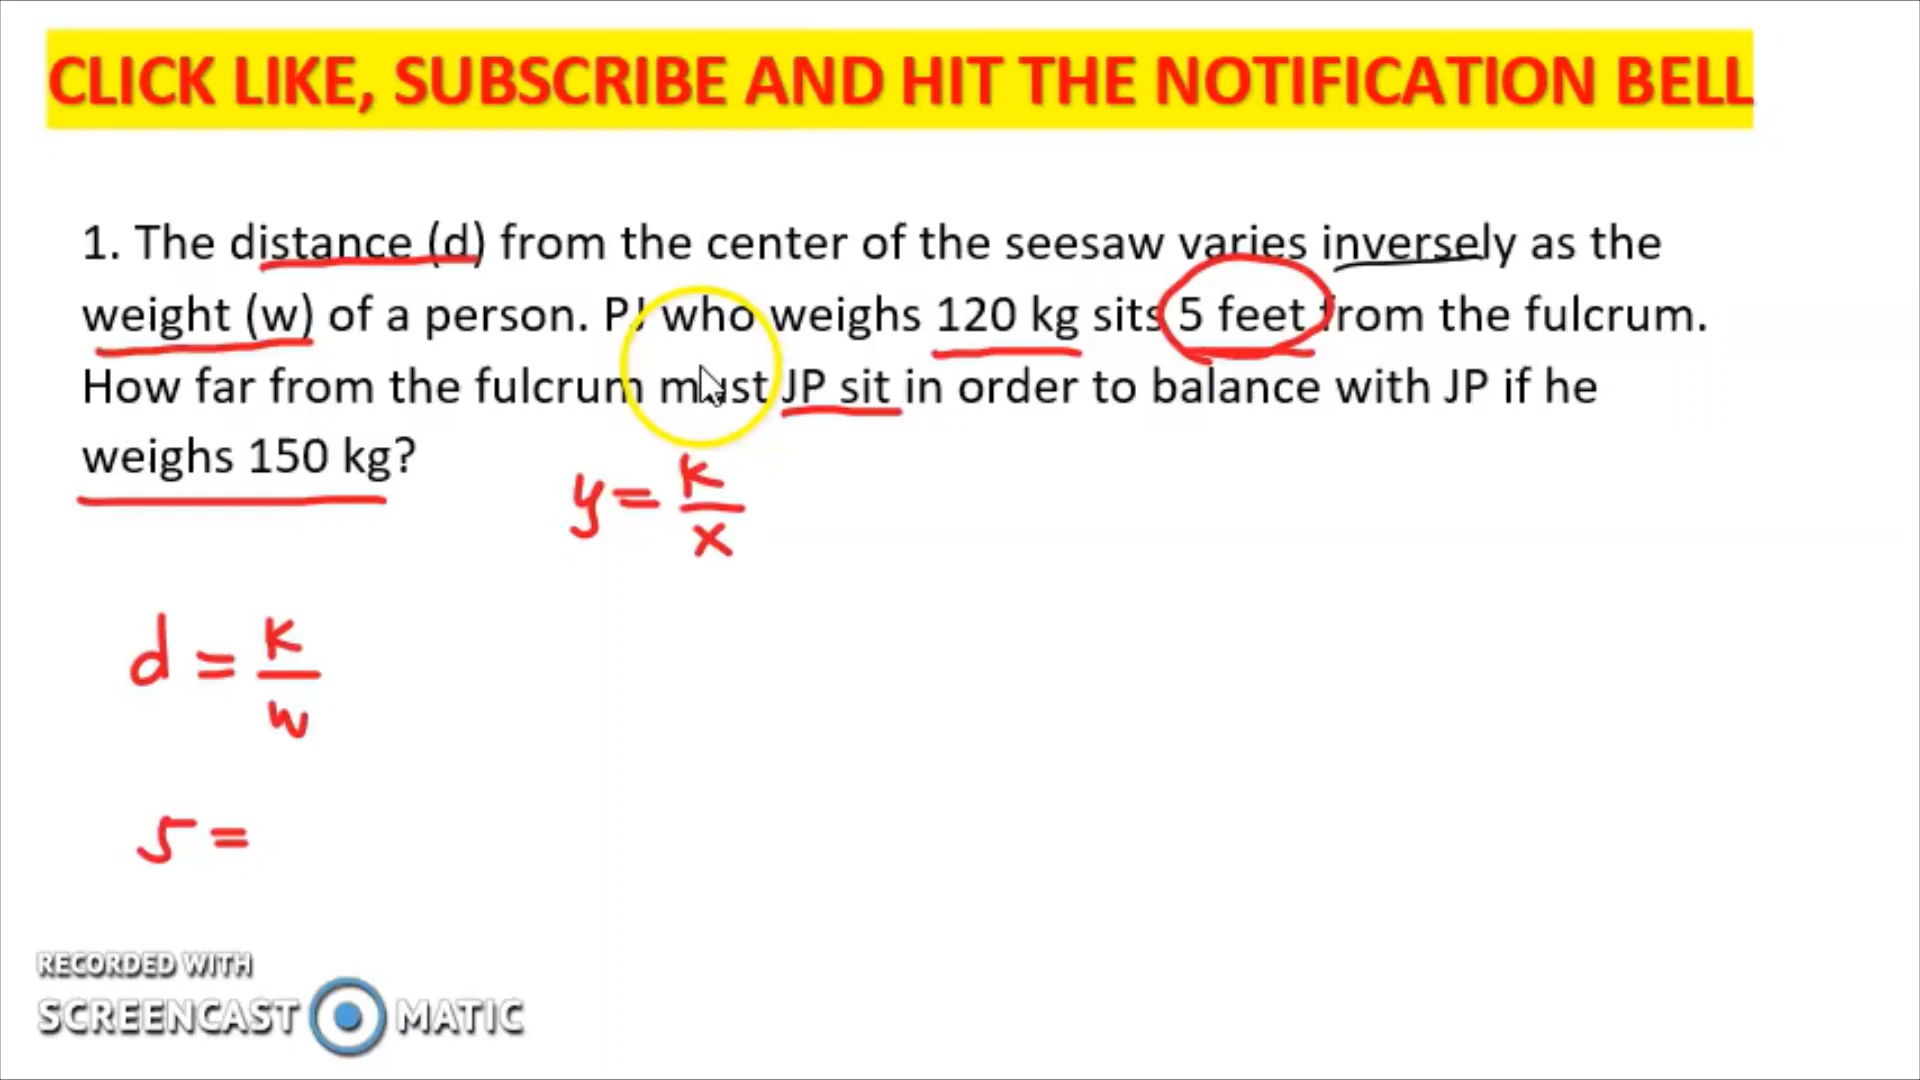 CLICK LIKE, SUBSCRIBE AND HIT THE NOTIFICATION BELL
1. The distance (d) from the center of the seesaw varies inversely as the
weight (w) of a person. PJ who weighs 120 kg sits 5 feet from the fulcrum.
How far from the fulcrum must JP sit in order to balance with JP if he
weighs 150 kg?
y = k/x
d = k/w
5 =
RECORDED WITH
SCREENCAST MATIC